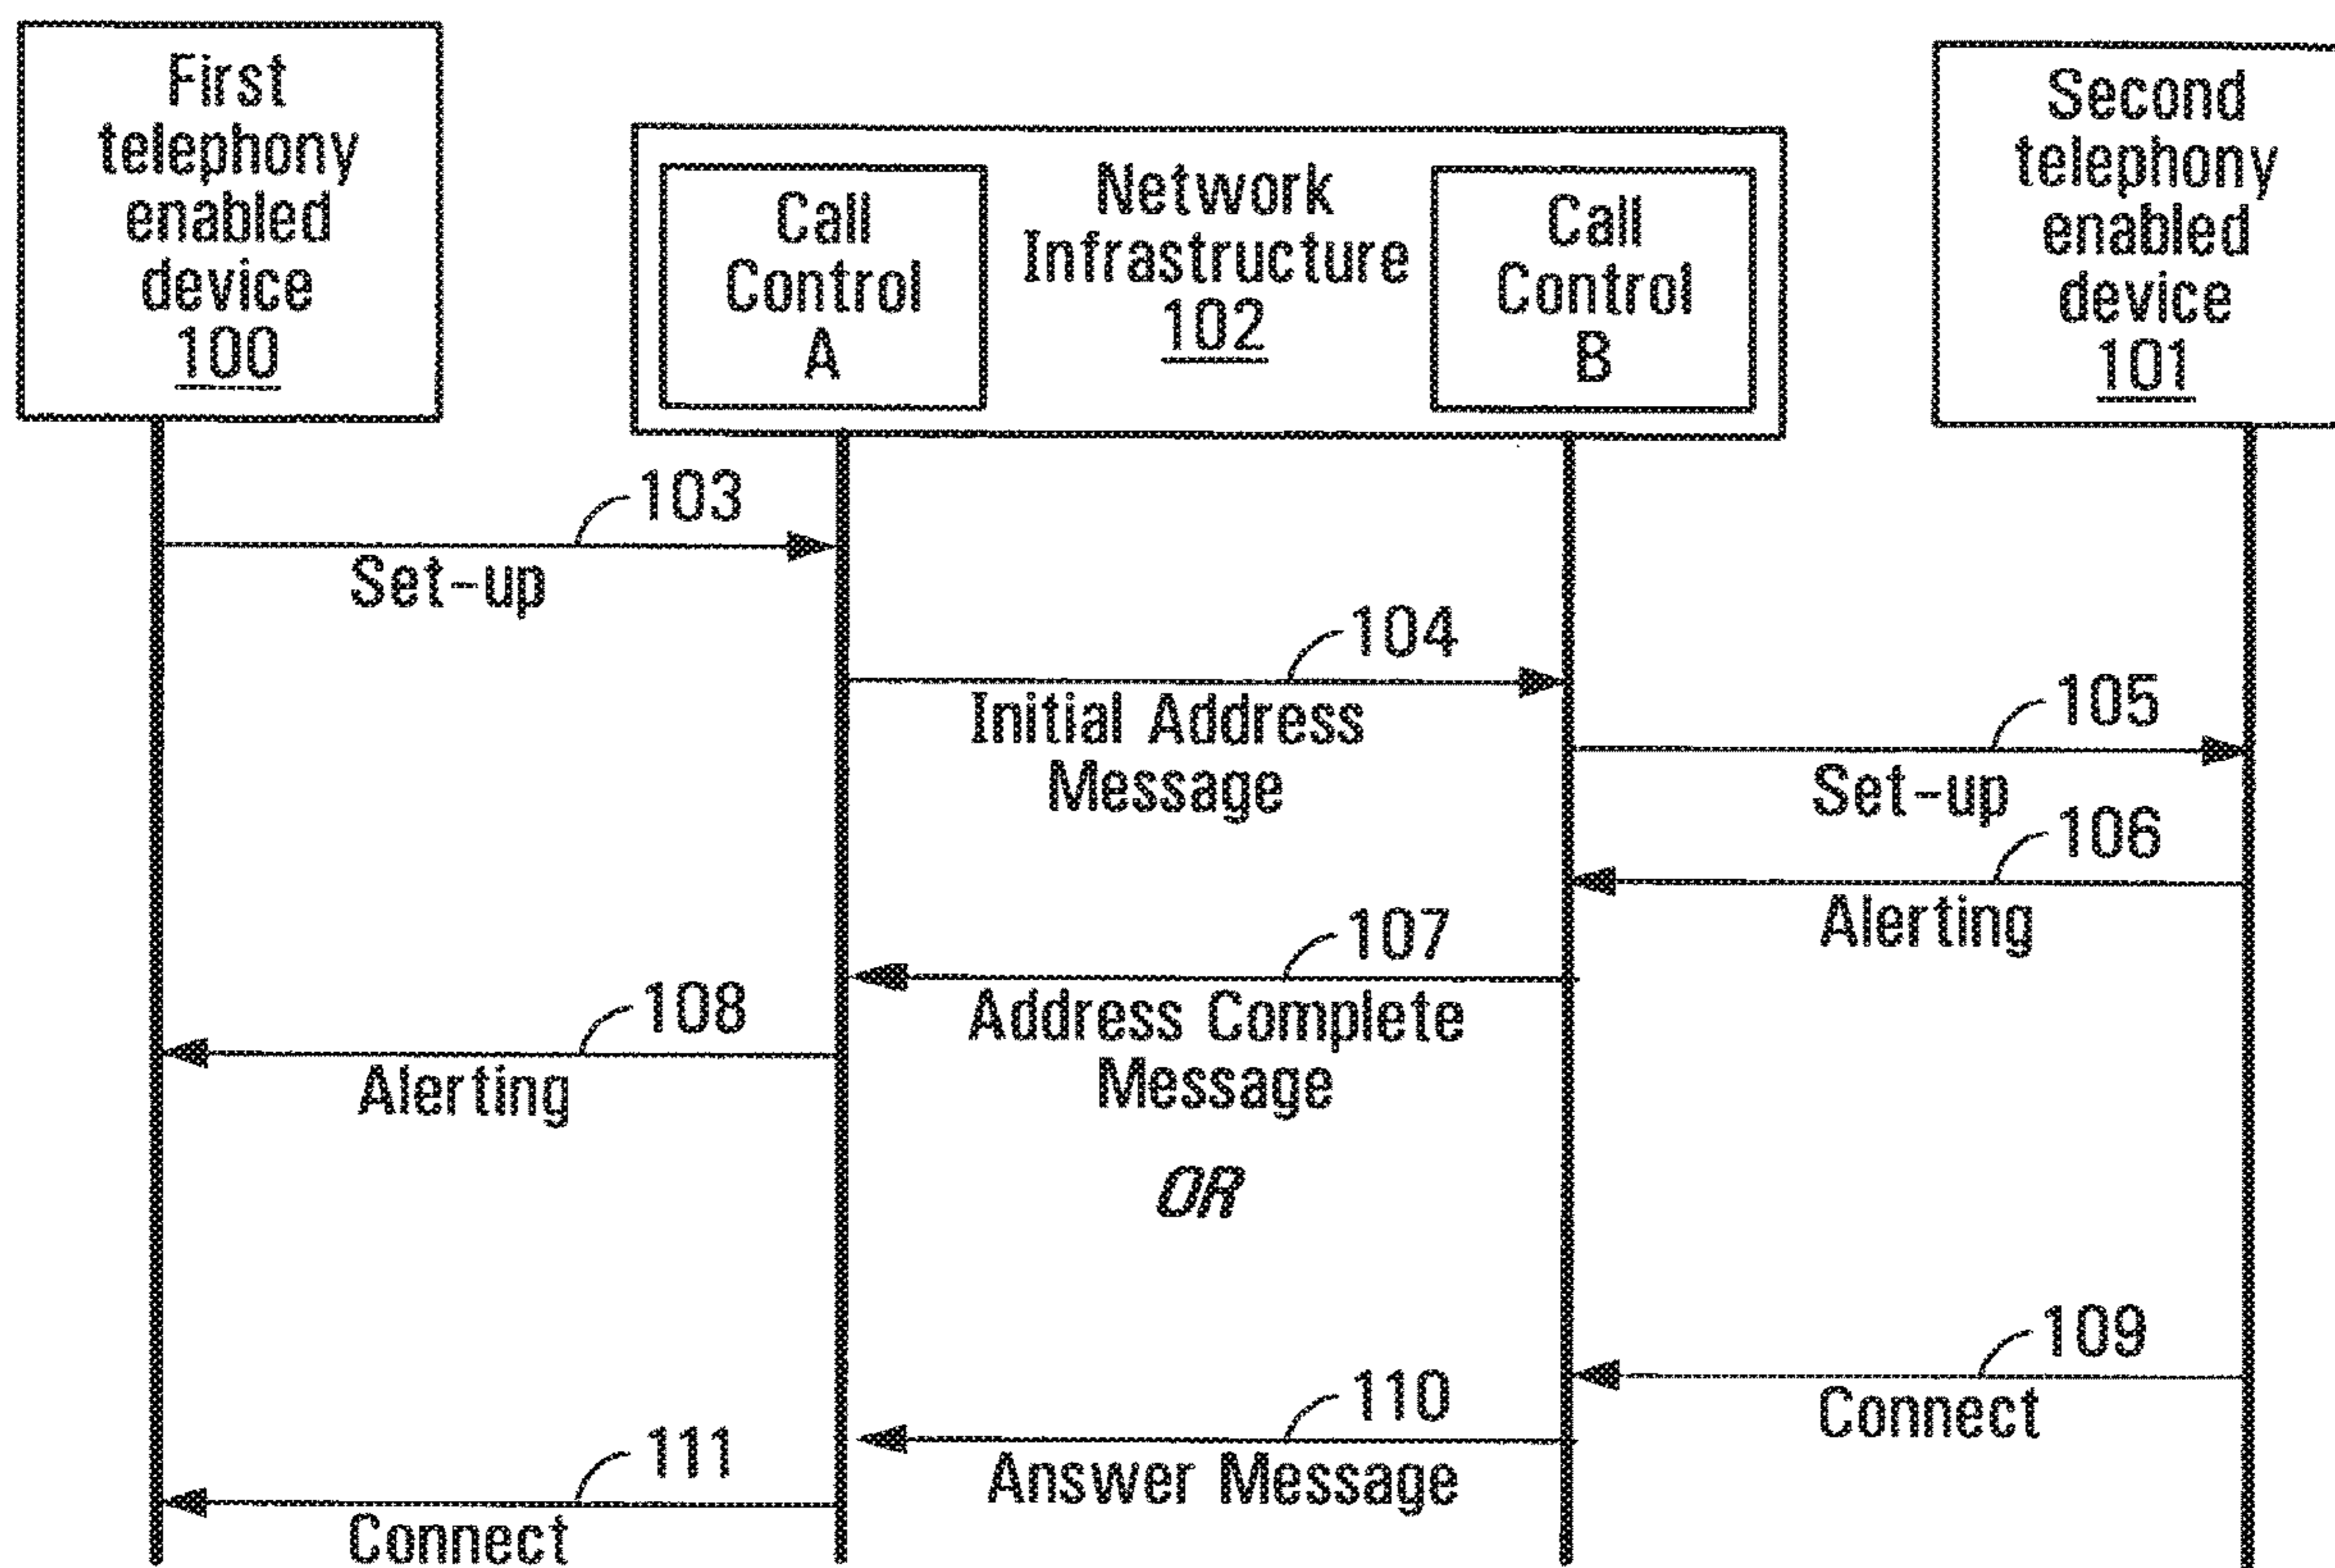 First
telephony
enabled
device
100
Call
Control
A
Network
Infrastructure
102
Call
Control
B
Second
telephony
enabled
device
101
103
Set-up
104
Initial Address
Message
105
Set-up
106
Alerting
107
Address Complete
Message
108
Alerting
OR
109
Connect
110
Answer Message
111
Connect